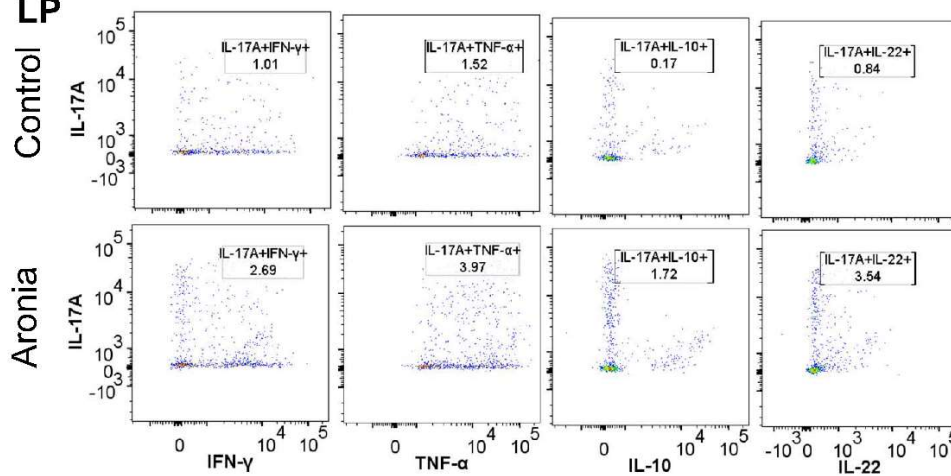 LP
Control
IL-17A
10^5
10^4
10^3
0
-10^3
IL-17A+IFN-γ+
1.01
IL-17A+TNF-α+
1.52
IL-17A+IL-10+
0.17
IL-17A+IL-22+
0.84
Aronia
IL-17A
10^5
10^4
10^3
0
-10^3
IL-17A+IFN-γ+
2.69
IL-17A+TNF-α+
3.97
IL-17A+IL-10+
1.72
IL-17A+IL-22+
3.54
0 10^4 10^5
IFN-γ
0 10^4 10^5
TNF-α
0 10^4 10^5
IL-10
-10^3 0 10^3 10^4 10^5
IL-22